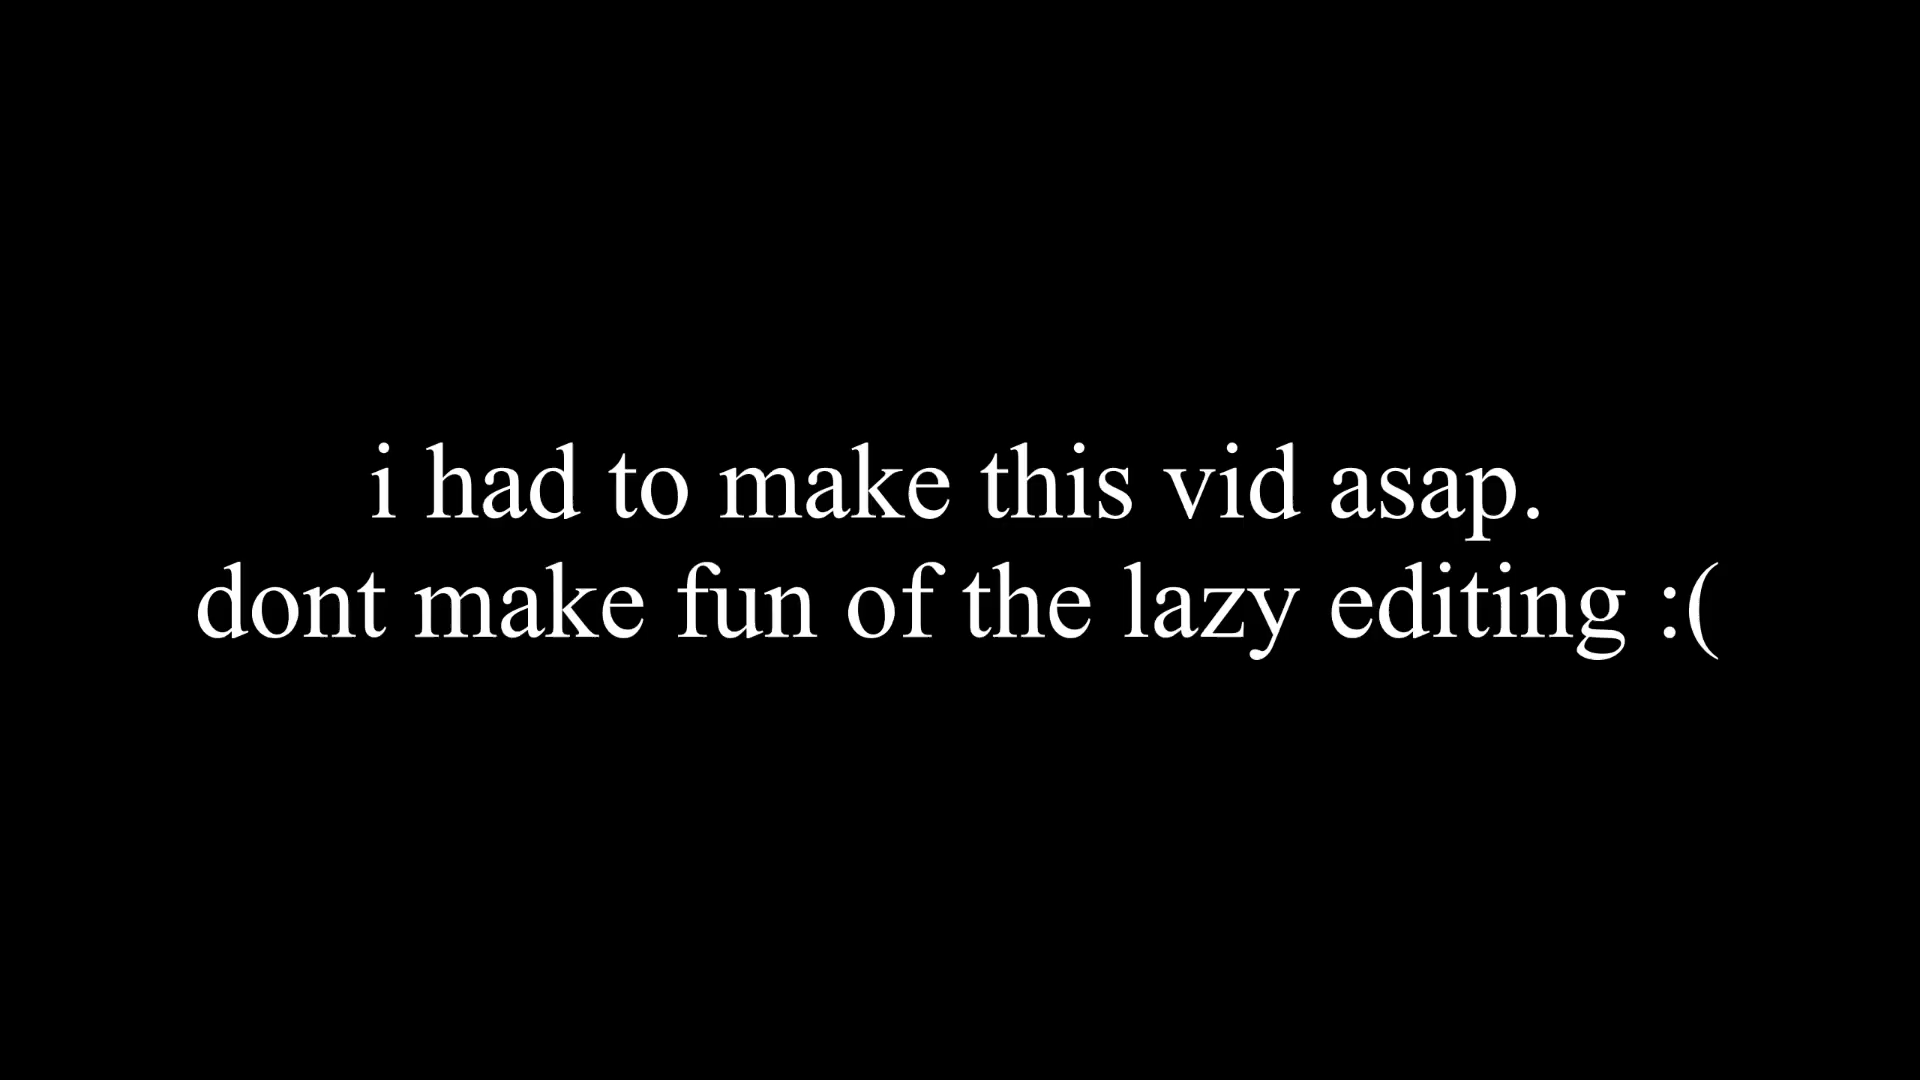 i had to make this vid asap.
dont make fun of the lazy editing :(